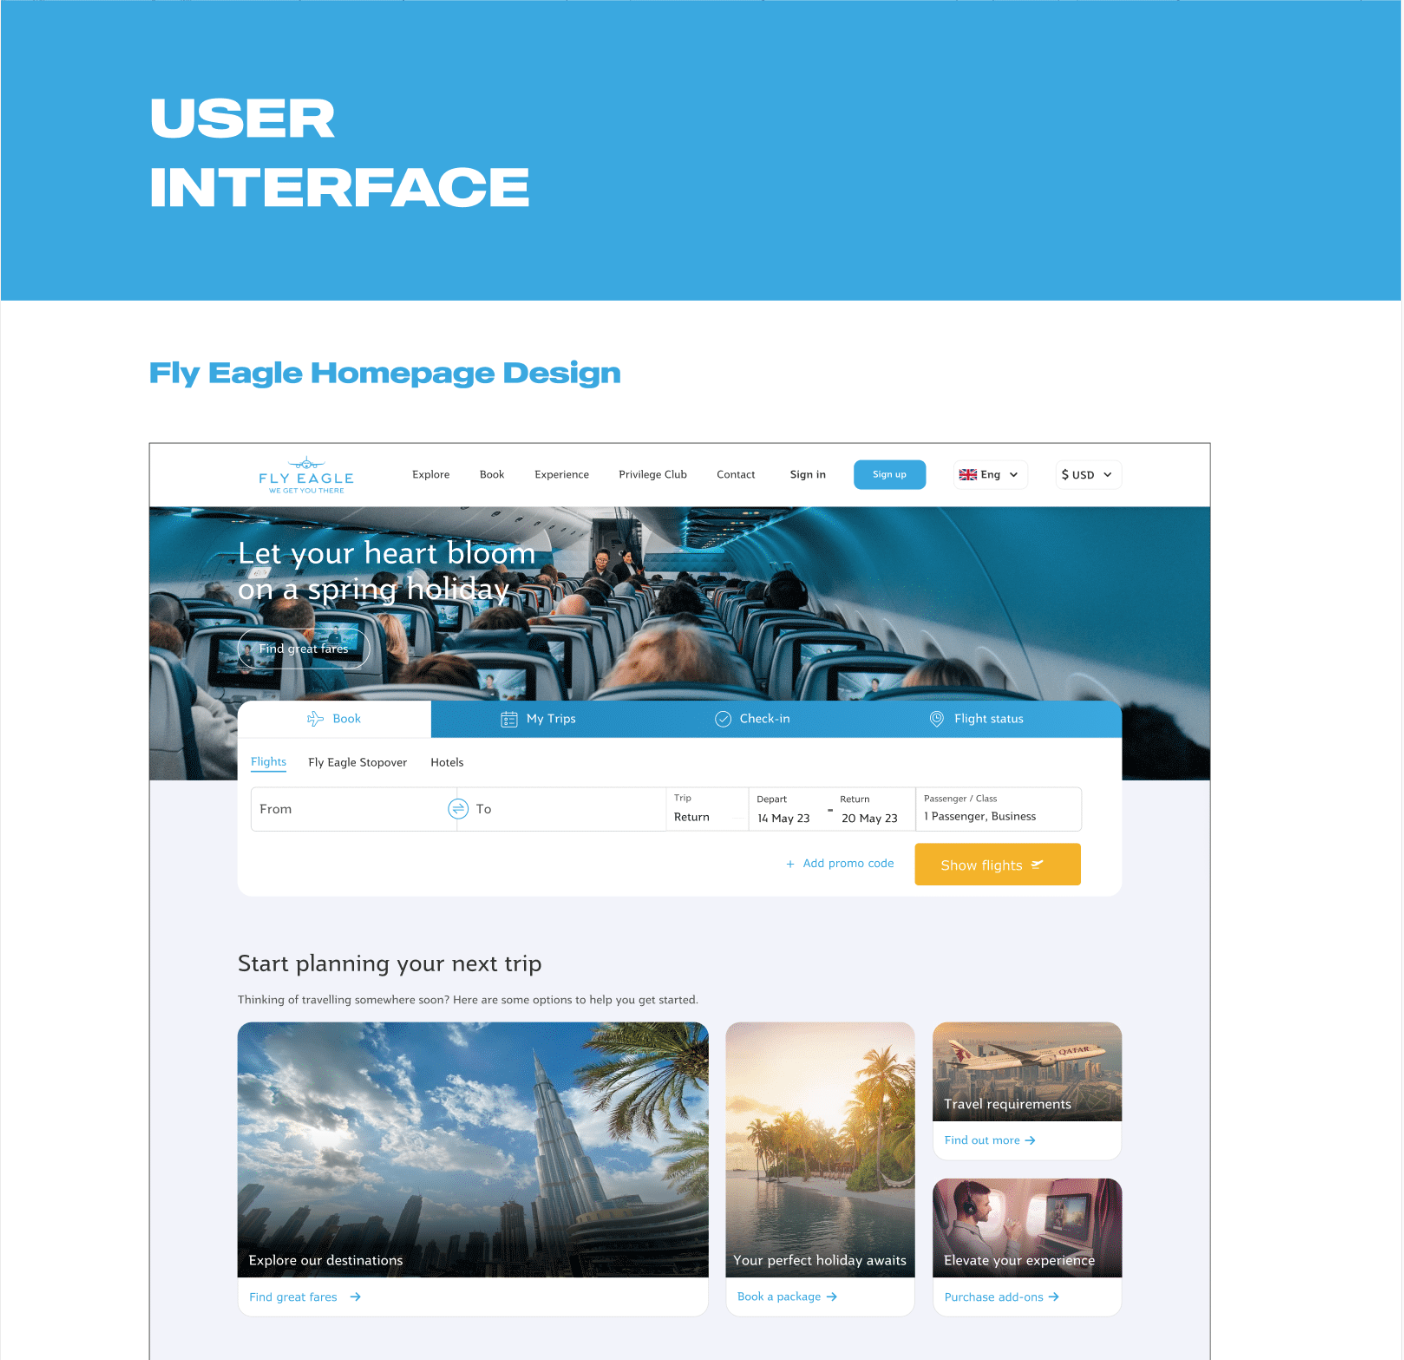 USER
INTERFACE
Fly Eagle Homepage Design
FLY EAGLE
WE GET YOU THERE
Explore
Book
Experience
Privilege Club
Contact
Sign in
Sign up
Eng
$ USD
Let your heart bloom
on a spring holiday
Find great fares
Book
My Trips
Check-in
Flight status
Flights
Fly Eagle Stopover
Hotels
From
To
Trip
Return
Depart
14 May 23
-
Return
20 May 23
Passenger / Class
1 Passenger, Business
+ Add promo code
Show flights
Start planning your next trip
Thinking of travelling somewhere soon? Here are some options to help you get started.
Explore our destinations
Find great fares →
Your perfect holiday awaits
Book a package →
QATAR
Travel requirements
Find out more →
Elevate your experience
Purchase add-ons →